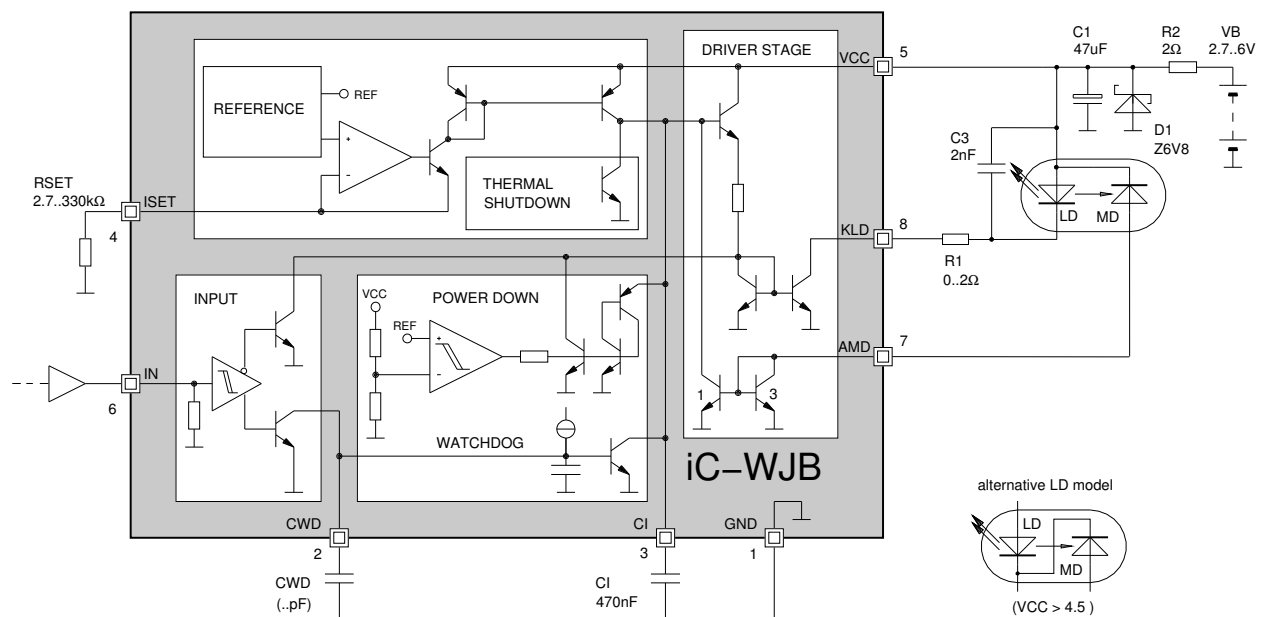 C1
47uF
R2
2Ω
VB
2.7..6V
DRIVER STAGE
VCC
5
REFERENCE
REF
+
−
C3
2nF
D1
Z6V8
THERMAL
SHUTDOWN
RSET
2.7..330kΩ
ISET
4
LD
MD
KLD
8
R1
0..2Ω
INPUT
POWER DOWN
VCC
REF
+
−
AMD
7
IN
6
1
3
WATCHDOG
iC−WJB
alternative LD model
CWD
2
CI
3
GND
1
LD
MD
CWD
(..pF)
CI
470nF
(VCC > 4.5 )